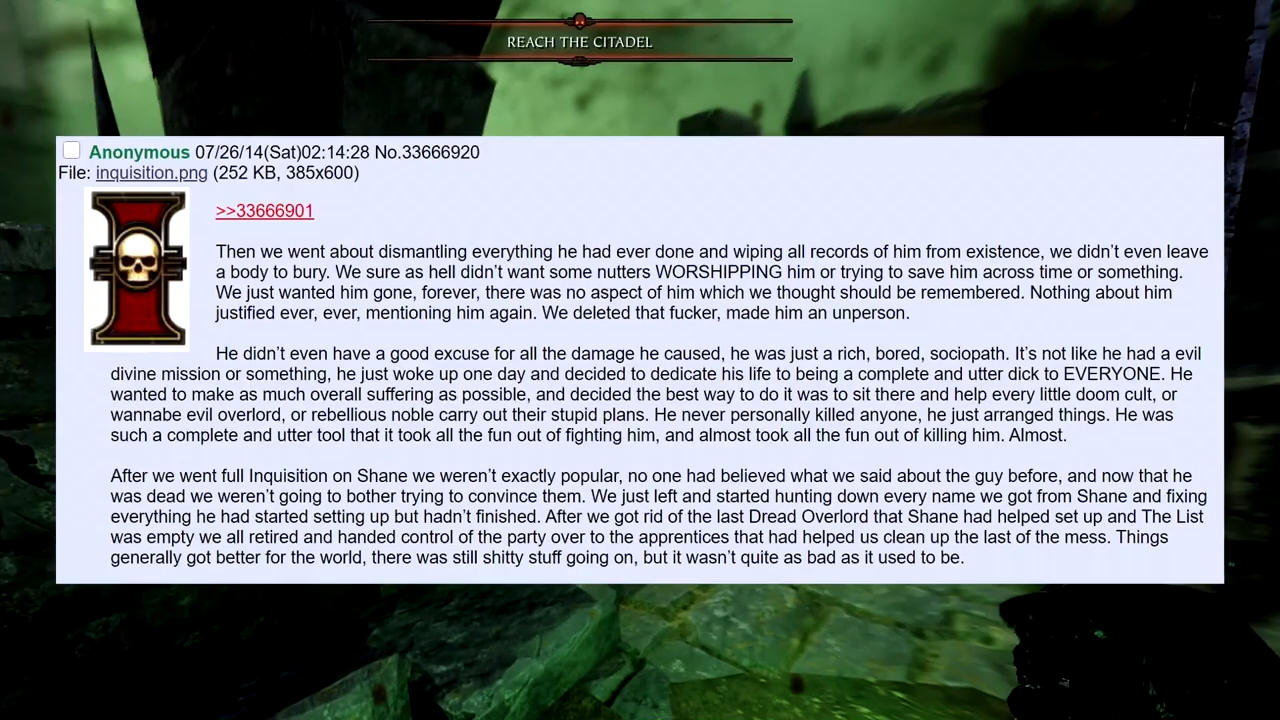 REACH THE CITADEL
Anonymous 07/26/14(Sat)02:14:28 No.33666920
File: inquisition.png (252 KB, 385x600)
>>33666901
Then we went about dismantling everything he had ever done and wiping all records of him from existence, we didn’t even leave
a body to bury. We sure as hell didn’t want some nutters WORSHIPPING him or trying to save him across time or something.
We just wanted him gone, forever, there was no aspect of him which we thought should be remembered. Nothing about him
justified ever, ever, mentioning him again. We deleted that fucker, made him an unperson.
He didn’t even have a good excuse for all the damage he caused, he was just a rich, bored, sociopath. It’s not like he had a evil
divine mission or something, he just woke up one day and decided to dedicate his life to being a complete and utter dick to EVERYONE. He
wanted to make as much overall suffering as possible, and decided the best way to do it was to sit there and help every little doom cult, or
wannabe evil overlord, or rebellious noble carry out their stupid plans. He never personally killed anyone, he just arranged things. He was
such a complete and utter tool that it took all the fun out of fighting him, and almost took all the fun out of killing him. Almost.
After we went full Inquisition on Shane we weren’t exactly popular, no one had believed what we said about the guy before, and now that he
was dead we weren’t going to bother trying to convince them. We just left and started hunting down every name we got from Shane and fixing
everything he had started setting up but hadn’t finished. After we got rid of the last Dread Overlord that Shane had helped set up and The List
was empty we all retired and handed control of the party over to the apprentices that had helped us clean up the last of the mess. Things
generally got better for the world, there was still shitty stuff going on, but it wasn’t quite as bad as it used to be.